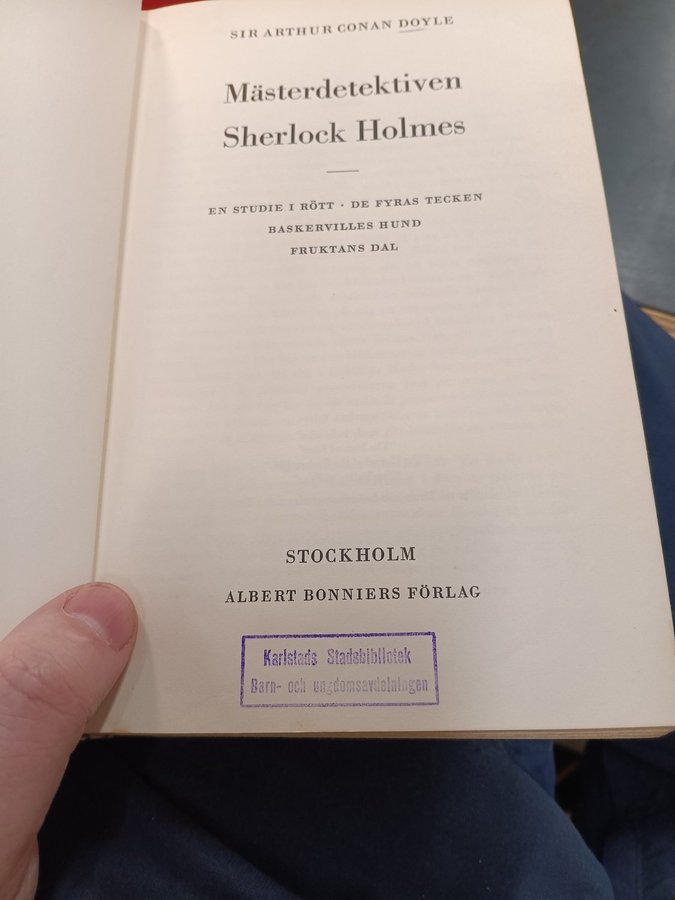 SIR ARTHUR CONAN DOYLE
Mästerdetektiven
Sherlock Holmes
EN STUDIE I RÖTT · DE FYRAS TECKEN
BASKERVILLES HUND
FRUKTANS DAL
STOCKHOLM
ALBERT BONNIERS FÖRLAG
Karlstads Stadsbibliotek
Barn- och ungdomsavdelningen